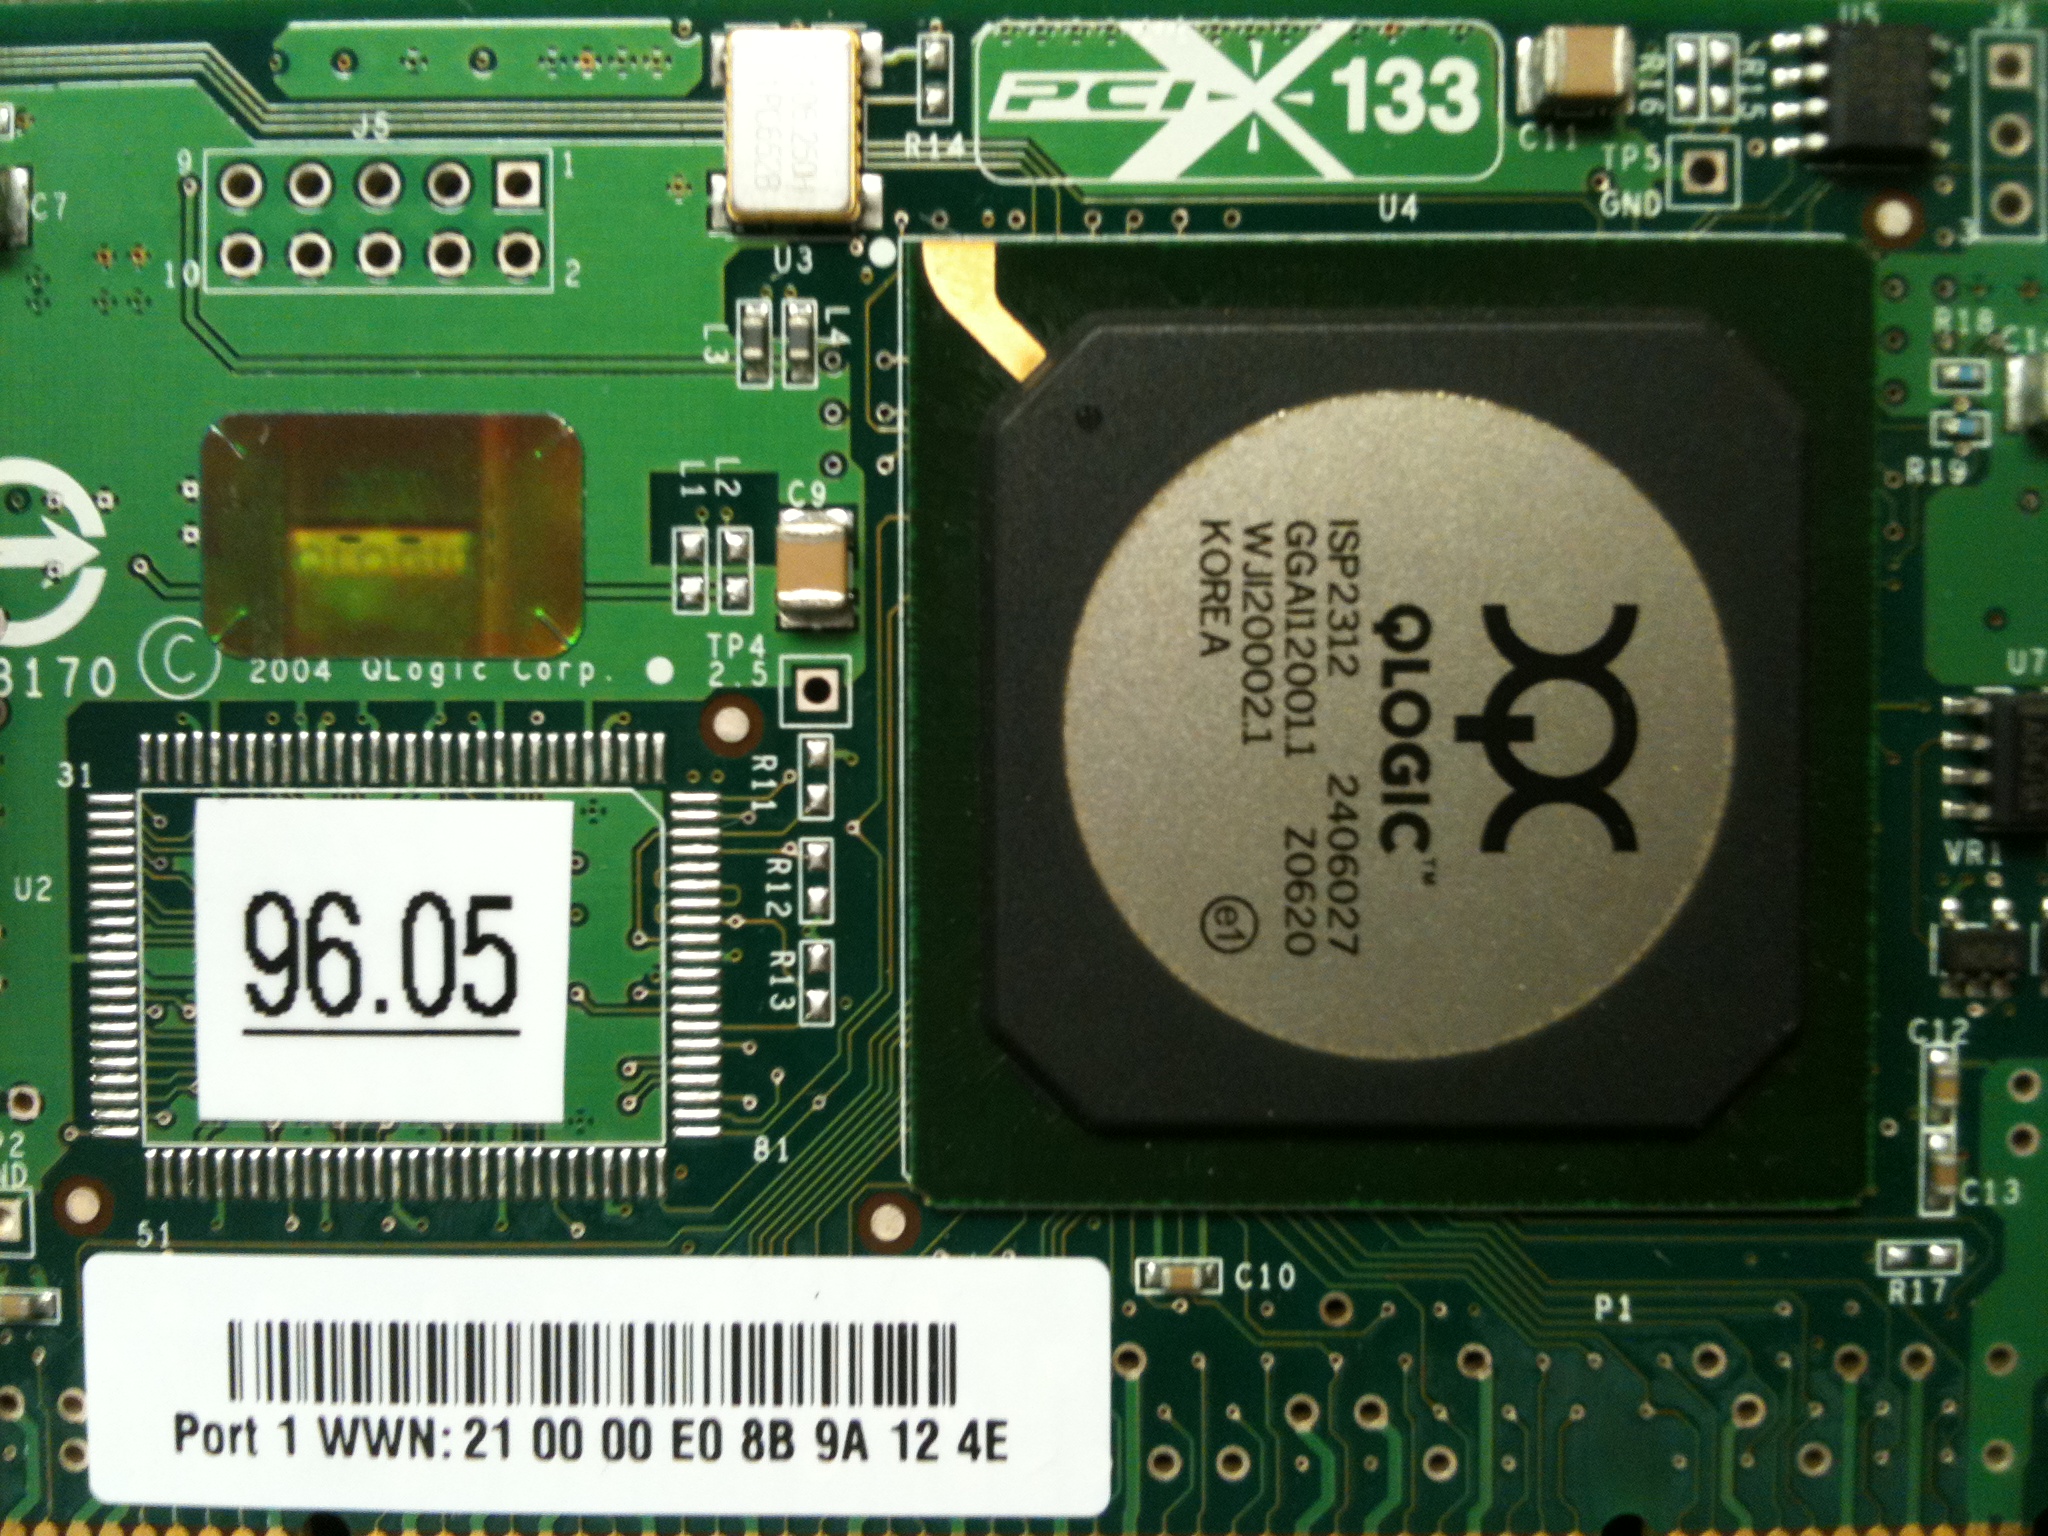 J5
9
1
10
2
C7
R14
PCI-X 133
C11
R16
R15
U5
J6
TP5
GND
U4
3
U3
L3
L4
R18
R19
L1
L2
C9
TP4
2.5
8170 © 2004 QLogic Corp.
QLOGIC™
ISP2312 2406027
GGAI12001.1 Z0620
WJI20002.1
KOREA e1
U7
31
R11
R12
R13
U2
96.05
VR1
C12
C13
81
51
C10
R17
P1
Port 1 WWN: 21 00 00 E0 8B 9A 12 4E